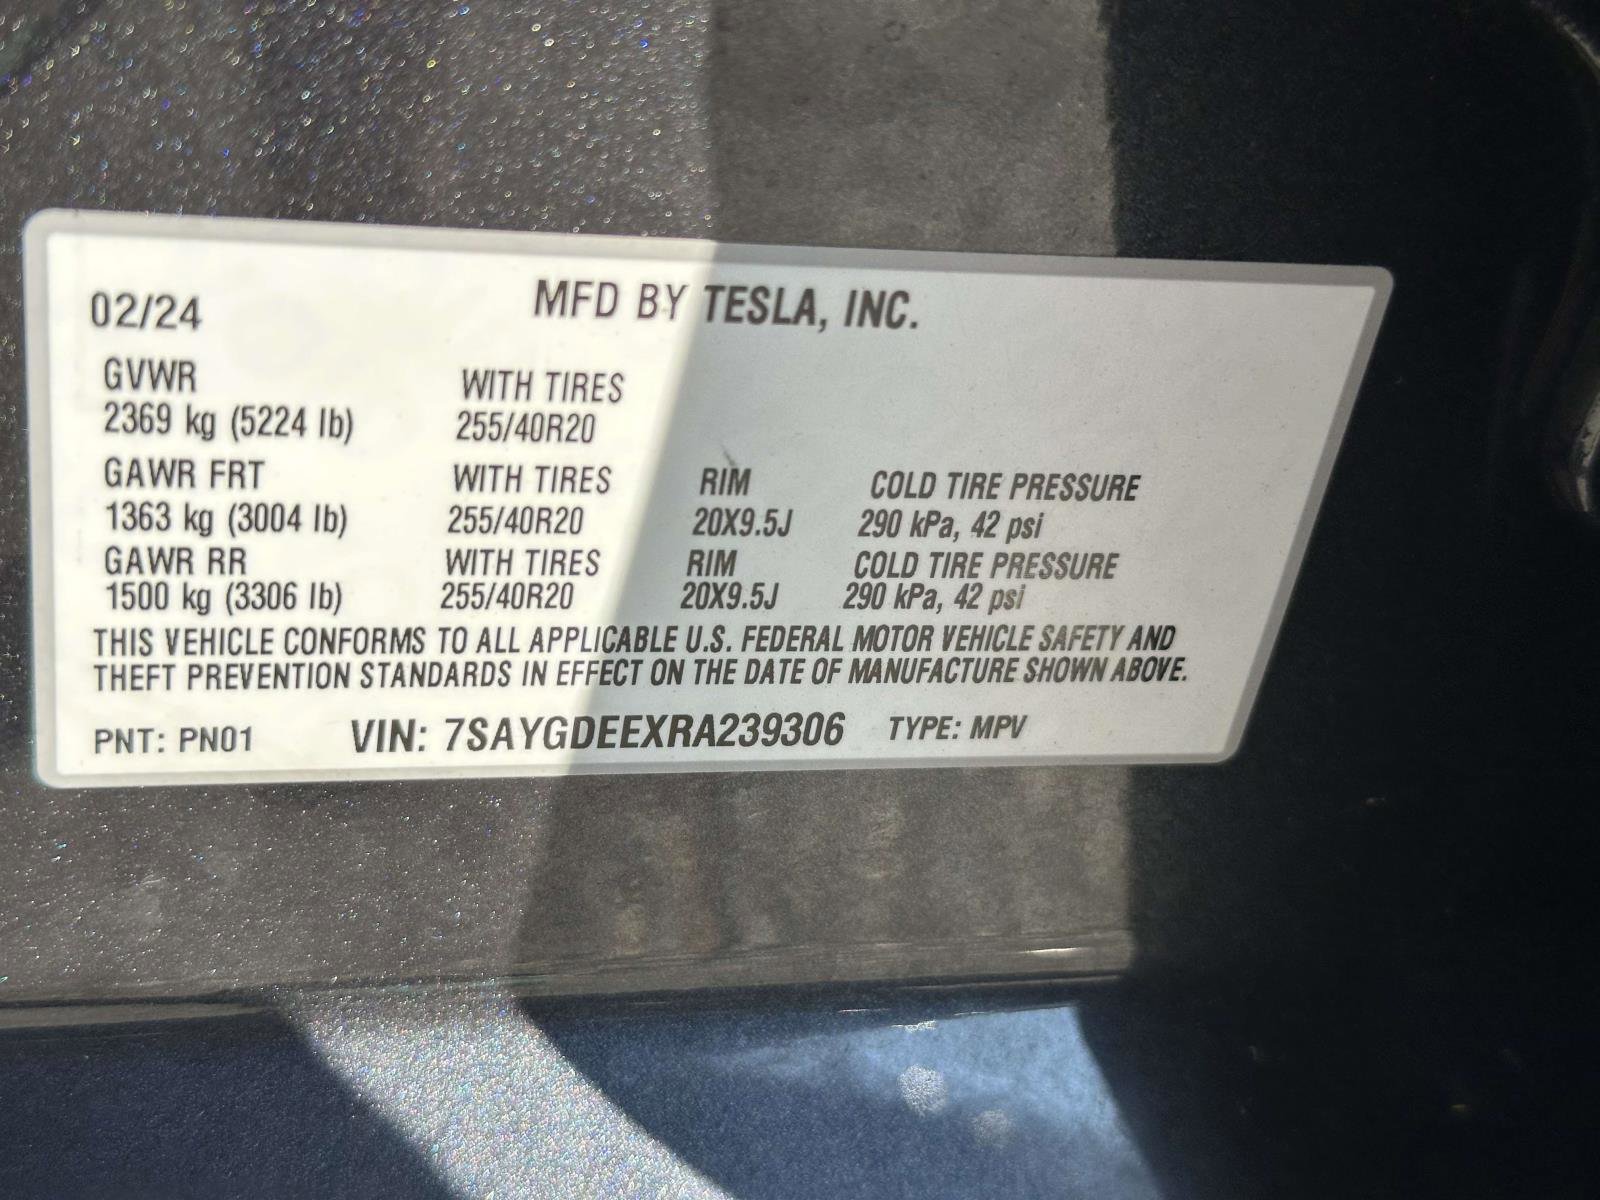 02/24 MFD BY TESLA, INC.
GVWR WITH TIRES
2369 kg (5224 lb) 255/40R20
GAWR FRT WITH TIRES RIM COLD TIRE PRESSURE
1363 kg (3004 lb) 255/40R20 20X9.5J 290 kPa, 42 psi
GAWR RR WITH TIRES RIM COLD TIRE PRESSURE
1500 kg (3306 lb) 255/40R20 20X9.5J 290 kPa, 42 psi
THIS VEHICLE CONFORMS TO ALL APPLICABLE U.S. FEDERAL MOTOR VEHICLE SAFETY AND
THEFT PREVENTION STANDARDS IN EFFECT ON THE DATE OF MANUFACTURE SHOWN ABOVE.
PNT: PN01 VIN: 7SAYGDEEXRA239306 TYPE: MPV